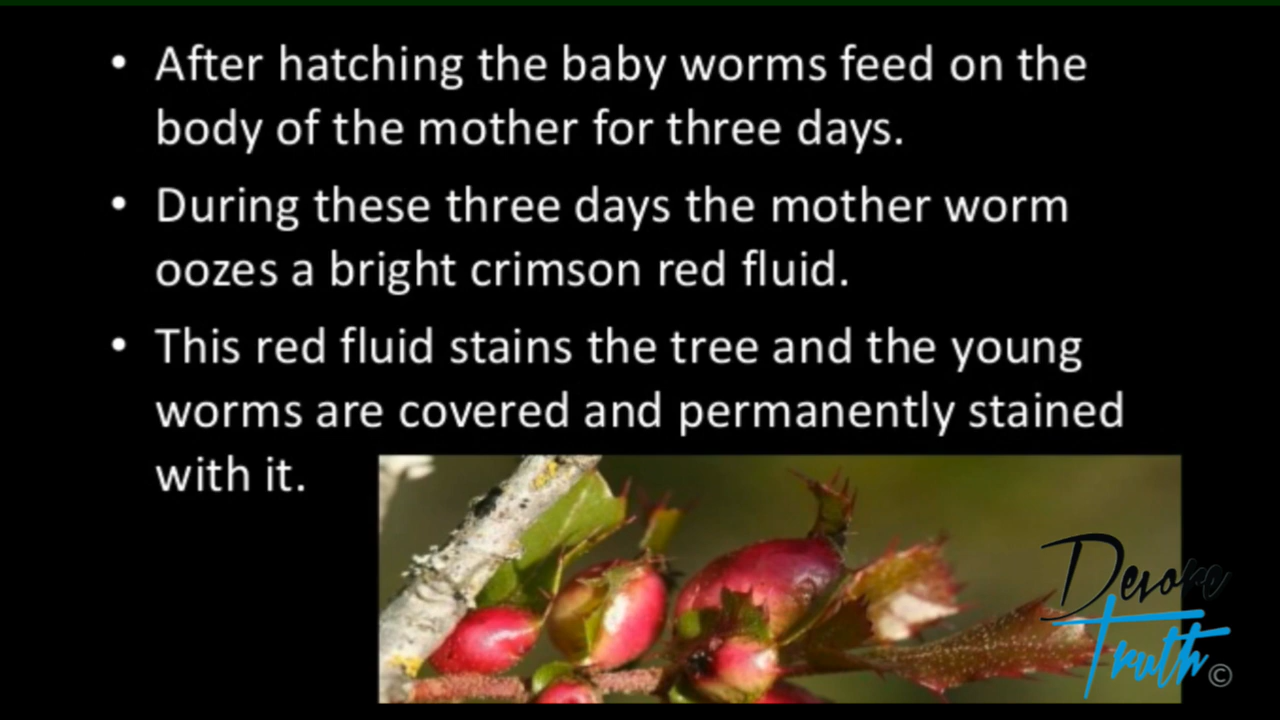 • After hatching the baby worms feed on the
body of the mother for three days.
• During these three days the mother worm
oozes a bright crimson red fluid.
• This red fluid stains the tree and the young
worms are covered and permanently stained
with it.
Truth ©